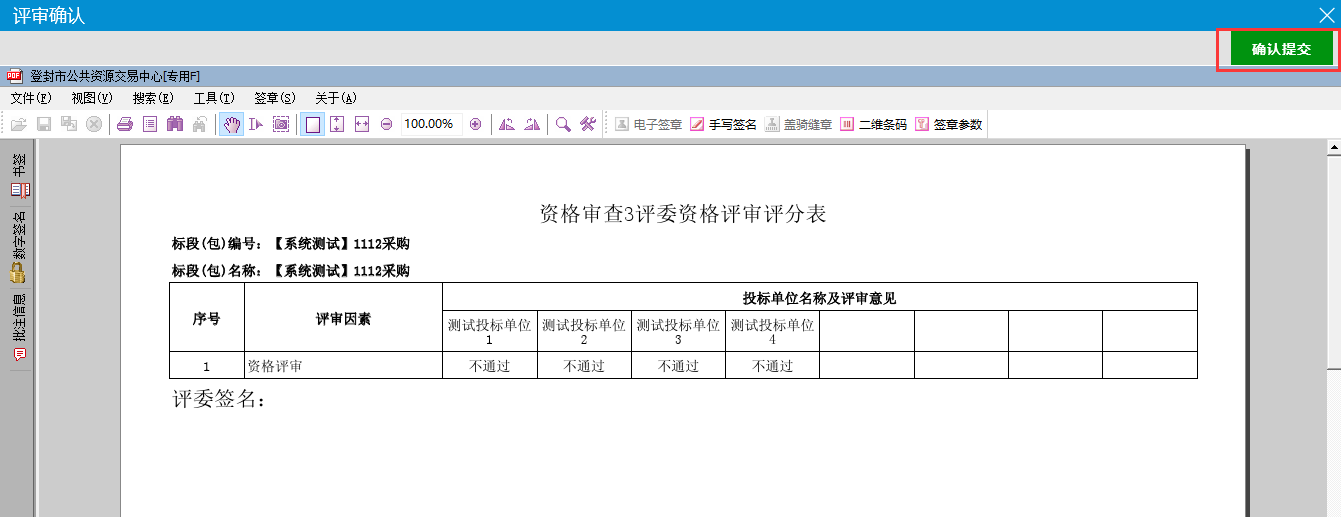 评审确认
确认提交
登封市公共资源交易中心[专用F]
文件(F) 视图(V) 搜索(E) 工具(T) 签章(S) 关于(A)
100.00% 电子签章 手写签名 盖骑缝章 二维条码 签章参数
书签
数字签名
批注信息
资格审查3评委资格评审评分表
标段(包)编号：【系统测试】1112采购
标段(包)名称：【系统测试】1112采购
序号 评审因素 投标单位名称及评审意见
测试投标单位1 测试投标单位2 测试投标单位3 测试投标单位4
1 资格评审 不通过 不通过 不通过 不通过
评委签名：